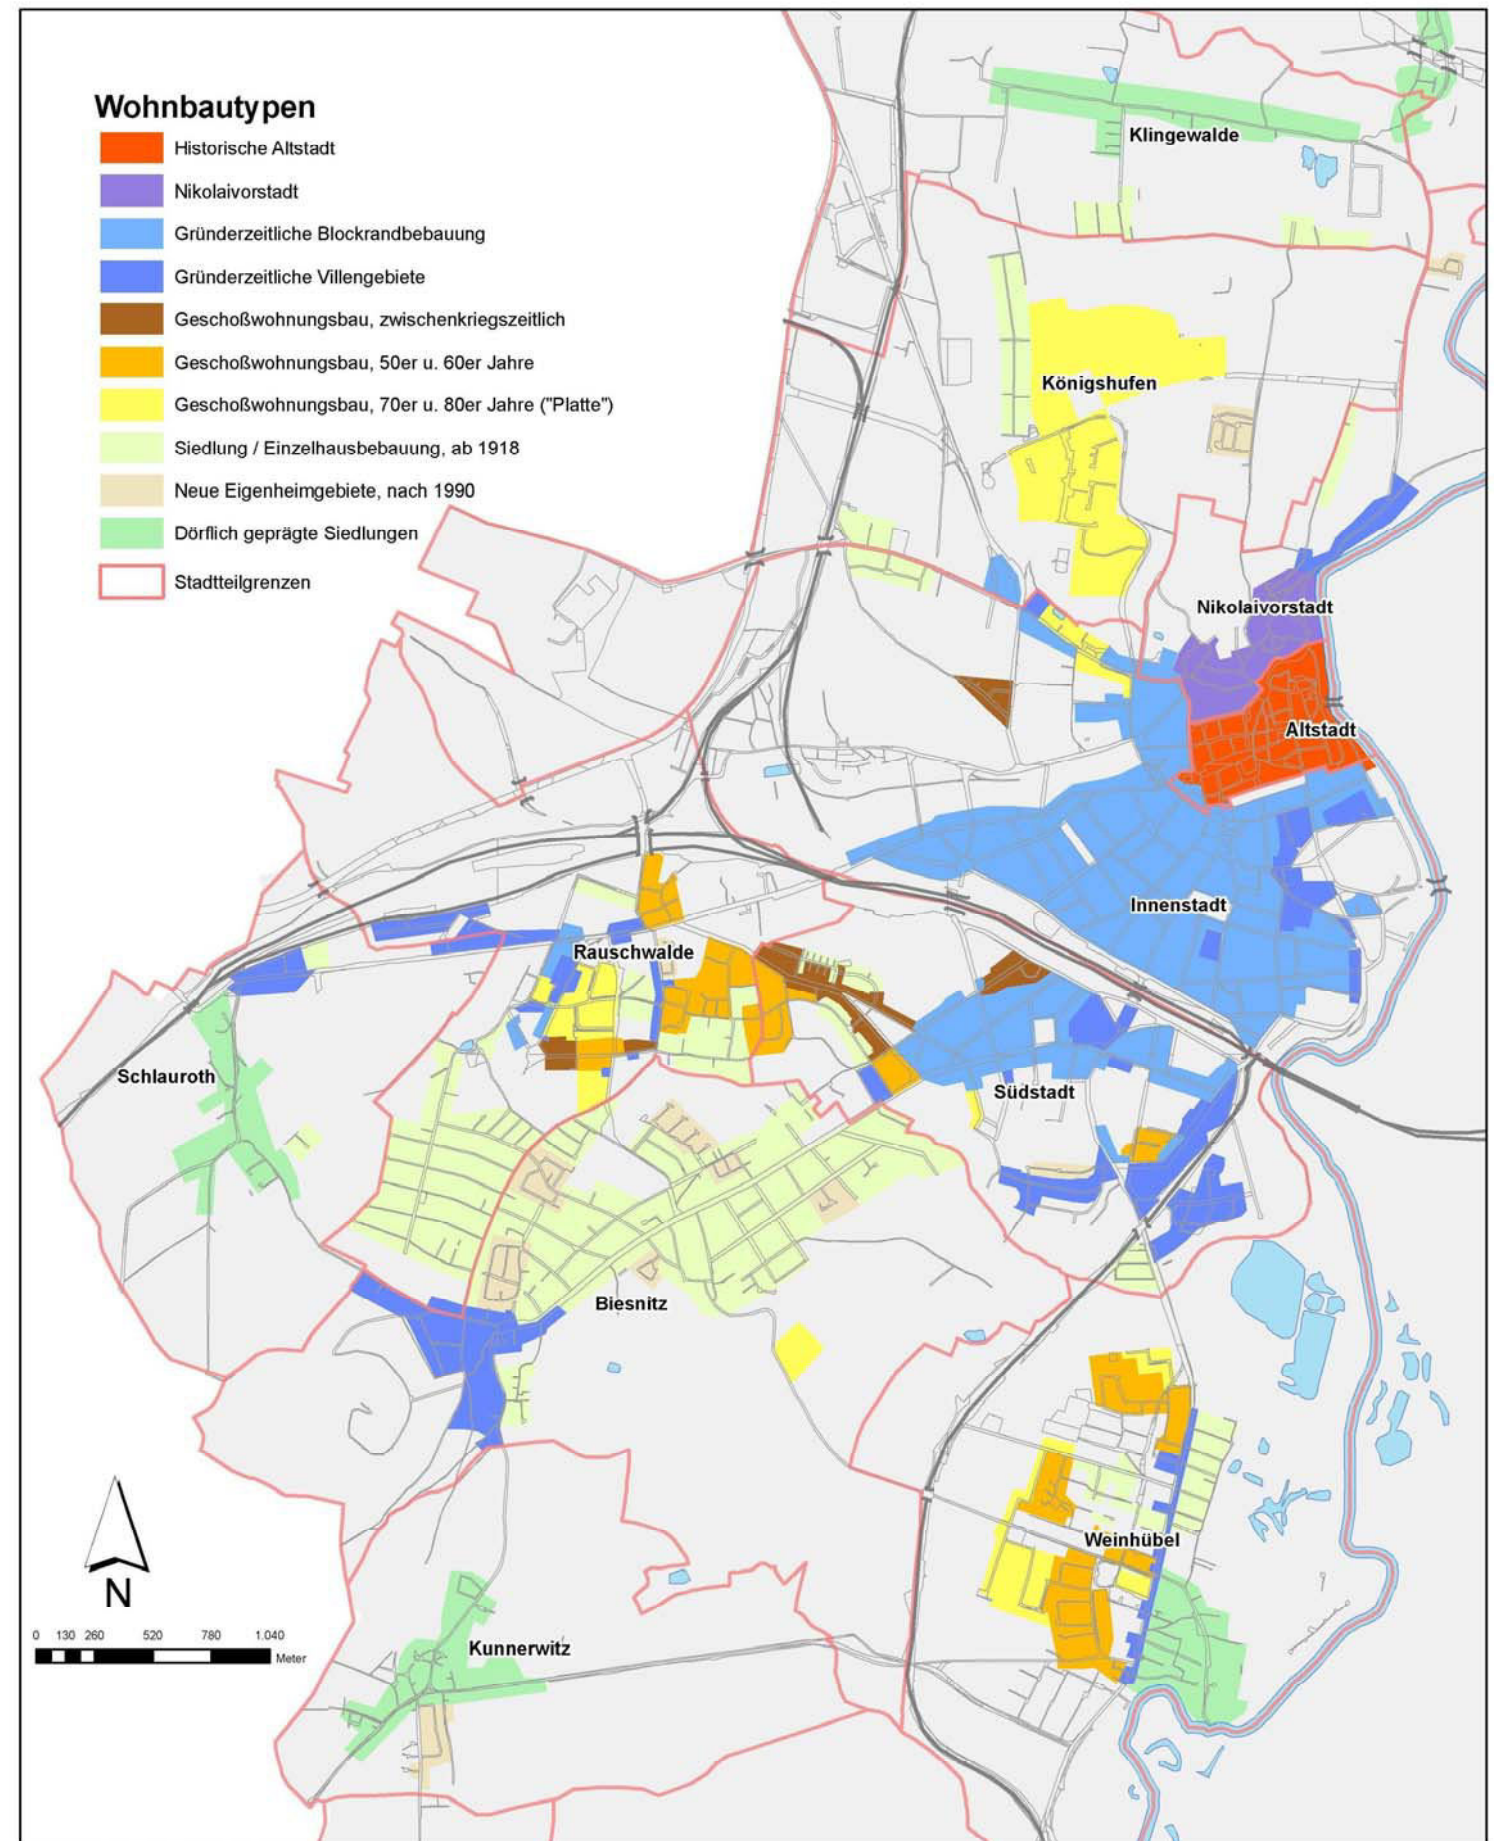 Wohnbautypen
Historische Altstadt
Nikolaivorstadt
Gründerzeitliche Blockrandbebauung
Gründerzeitliche Villengebiete
Geschoßwohnungsbau, zwischenkriegszeitlich
Geschoßwohnungsbau, 50er u. 60er Jahre
Geschoßwohnungsbau, 70er u. 80er Jahre ("Platte")
Siedlung / Einzelhausbebauung, ab 1918
Neue Eigenheimgebiete, nach 1990
Dörflich geprägte Siedlungen
Stadtteilgrenzen
Klingewalde
Königshufen
Nikolaivorstadt
Altstadt
Innenstadt
Rauschwalde
Schlauroth
Südstadt
Biesnitz
Weinhübel
Kunnerwitz
N
0 130 260 520 780 1.040
Meter